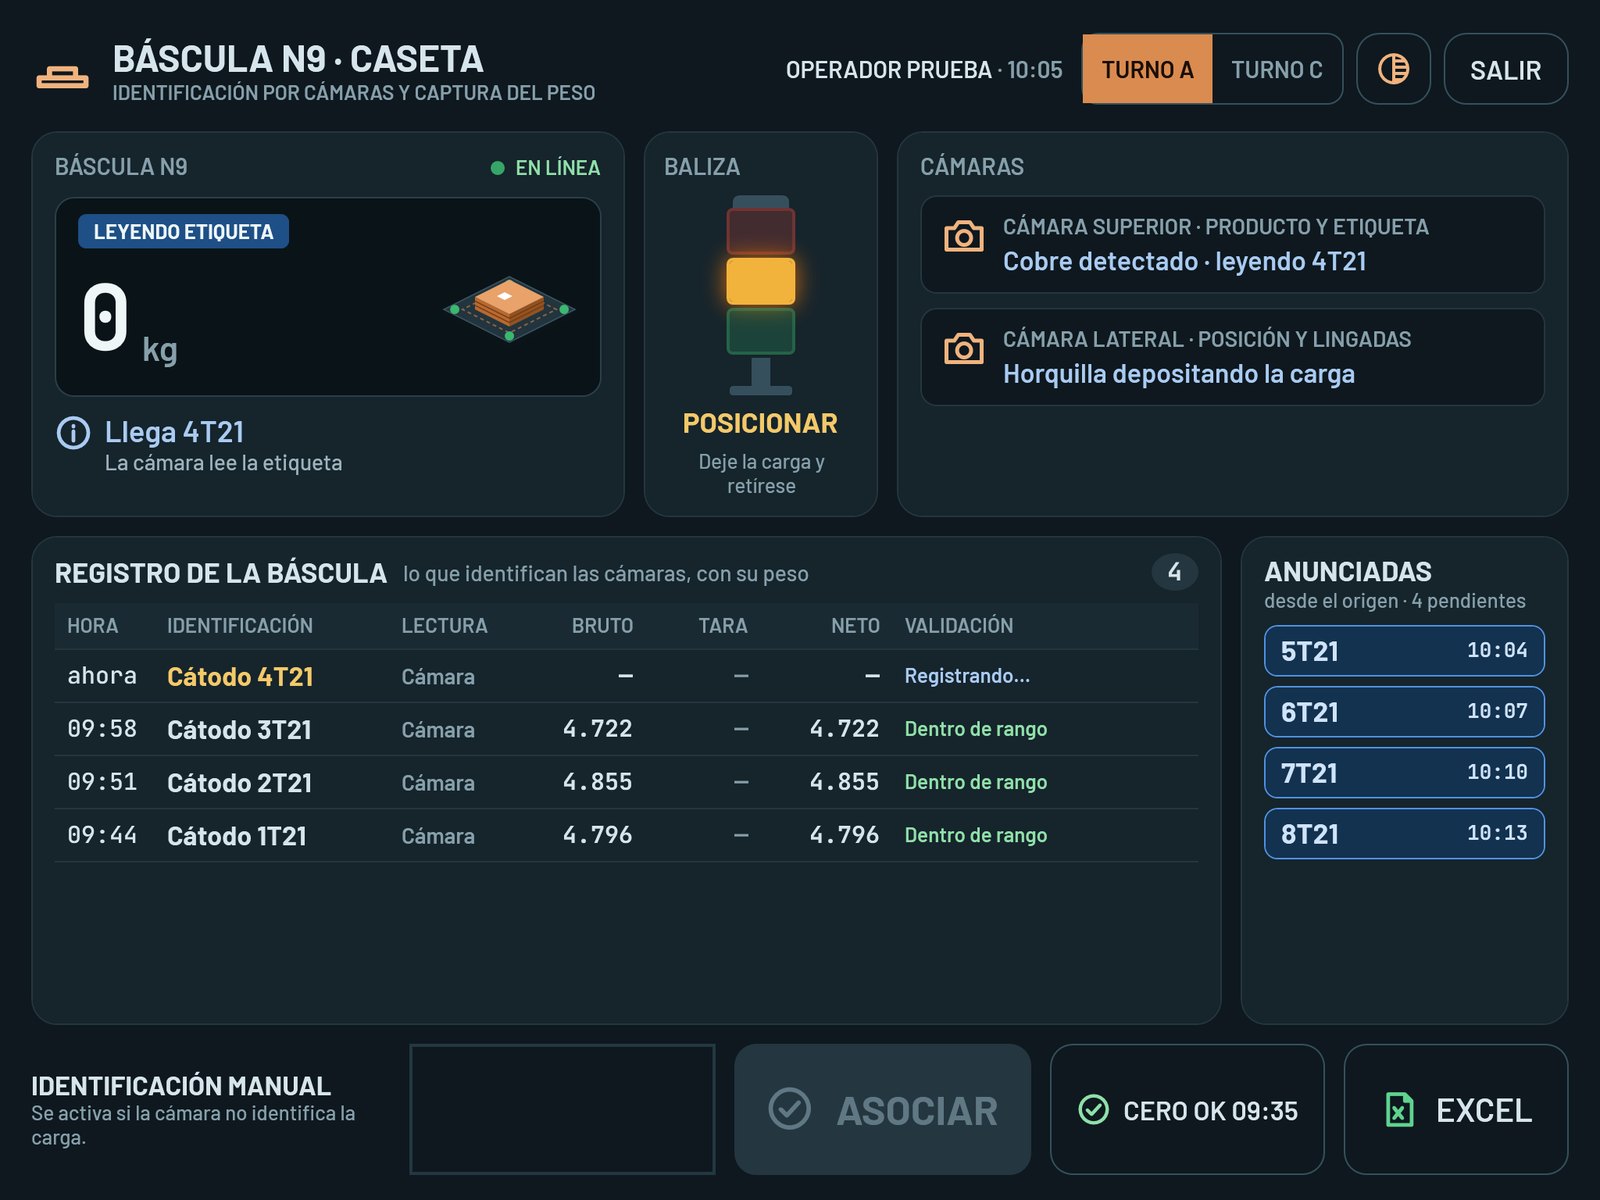 BÁSCULA N9 · CASETA
IDENTIFICACIÓN POR CÁMARAS Y CAPTURA DEL PESO
OPERADOR PRUEBA · 10:05
TURNO A
TURNO C
SALIR
BÁSCULA N9
EN LÍNEA
LEYENDO ETIQUETA
0 kg
Llega 4T21
La cámara lee la etiqueta
BALIZA
POSICIONAR
Deje la carga y
retírese
CÁMARAS
CÁMARA SUPERIOR · PRODUCTO Y ETIQUETA
Cobre detectado · leyendo 4T21
CÁMARA LATERAL · POSICIÓN Y LINGADAS
Horquilla depositando la carga
REGISTRO DE LA BÁSCULA lo que identifican las cámaras, con su peso 4
HORA IDENTIFICACIÓN LECTURA BRUTO TARA NETO VALIDACIÓN
ahora Cátodo 4T21 Cámara – – – Registrando...
09:58 Cátodo 3T21 Cámara 4.722 – 4.722 Dentro de rango
09:51 Cátodo 2T21 Cámara 4.855 – 4.855 Dentro de rango
09:44 Cátodo 1T21 Cámara 4.796 – 4.796 Dentro de rango
ANUNCIADAS
desde el origen · 4 pendientes
5T21 10:04
6T21 10:07
7T21 10:10
8T21 10:13
IDENTIFICACIÓN MANUAL
Se activa si la cámara no identifica la
carga.
ASOCIAR
CERO OK 09:35
EXCEL